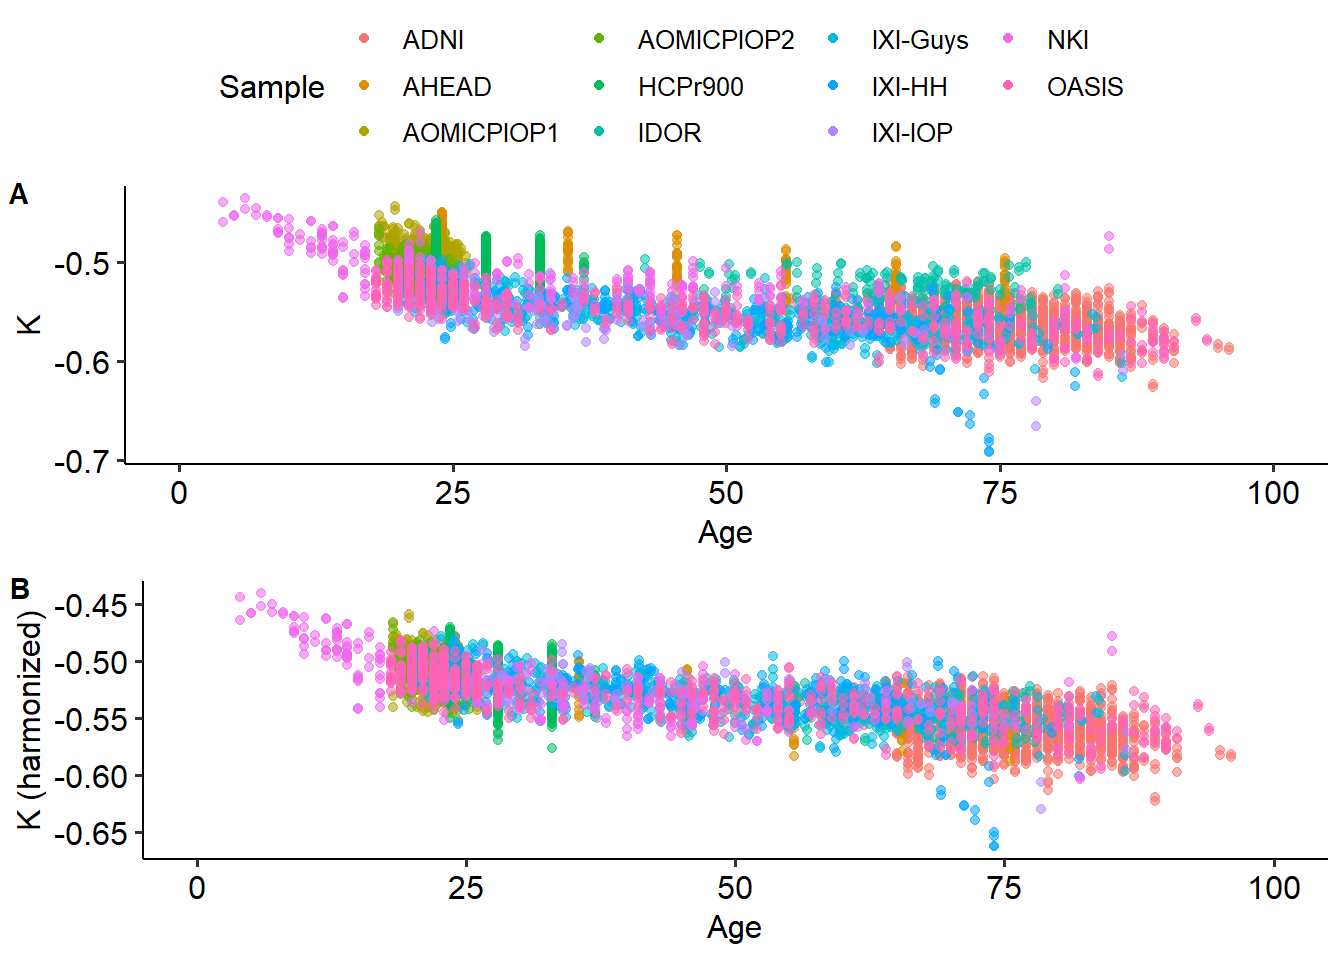 Sample
ADNI AOMICPIOP2 IXI-Guys NKI
AHEAD HCPr900 IXI-HH OASIS
AOMICPIOP1 IDOR IXI-IOP
A
K
-0.5
-0.6
-0.7
0 25 50 75 100
Age
B
K (harmonized)
-0.45
-0.50
-0.55
-0.60
-0.65
0 25 50 75 100
Age